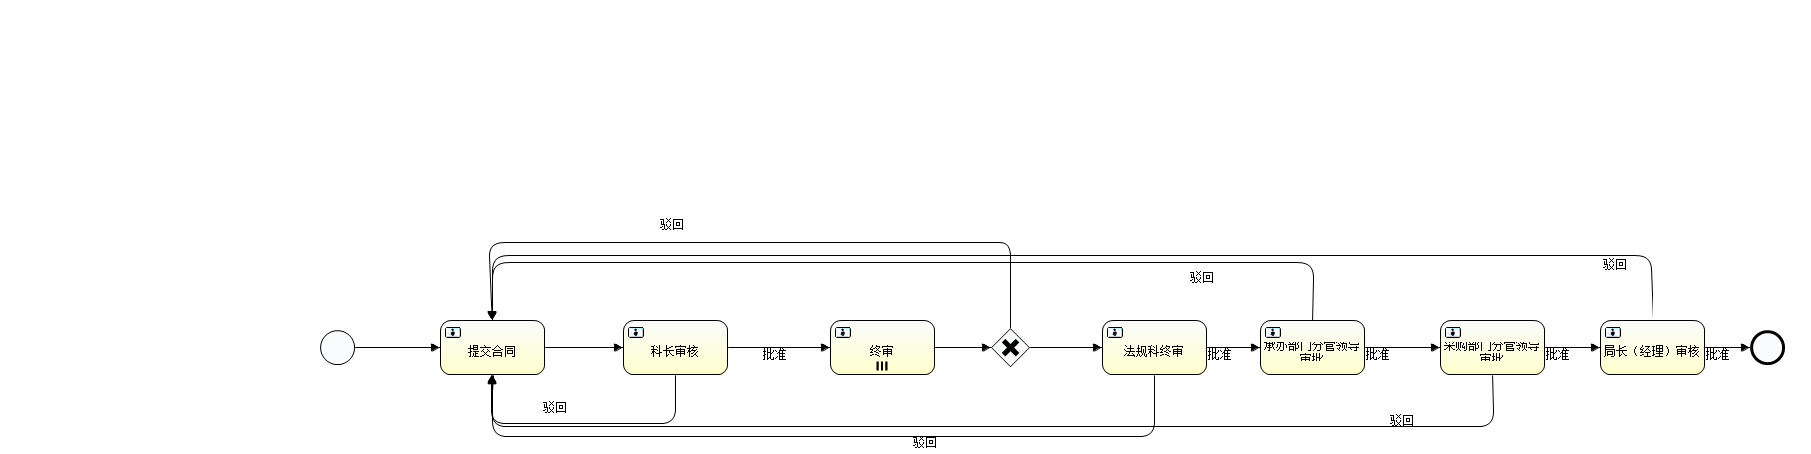 驳回
驳回
驳回
提交合同
科长审核
批准
终审
法规科终审
批准
承办部门分管领导
审批
批准
采购部门分管领导
审批
批准
局长（经理）审核
批准
驳回
驳回
驳回